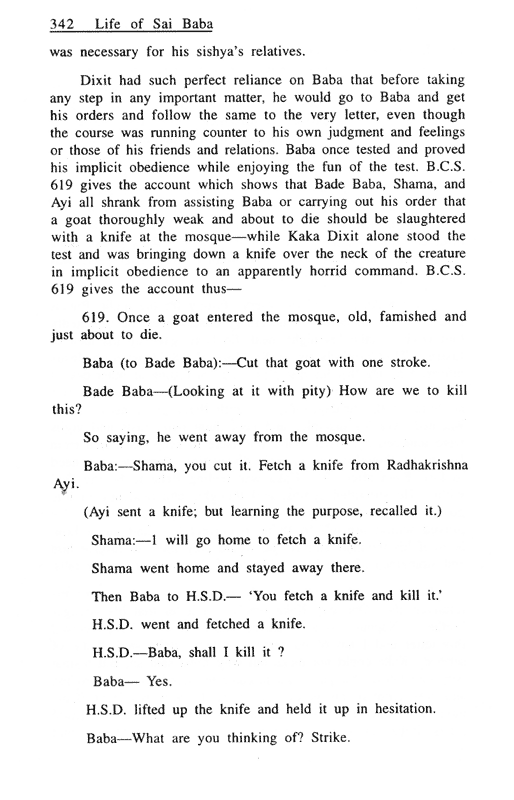 342 Life of Sai Baba
was necessary for his sishya's relatives.
Dixit had such perfect reliance on Baba that before taking
any step in any important matter, he would go to Baba and get
his orders and follow the same to the very letter, even though
the course was running counter to his own judgment and feelings
or those of his friends and relations. Baba once tested and proved
his implicit obedience while enjoying the fun of the test. B.C.S.
619 gives the account which shows that Bade Baba, Shama, and
Ayi all shrank from assisting Baba or carrying out his order that
a goat thoroughly weak and about to die should be slaughtered
with a knife at the mosque—while Kaka Dixit alone stood the
test and was bringing down a knife over the neck of the creature
in implicit obedience to an apparently horrid command. B.C.S.
619 gives the account thus—
619. Once a goat entered the mosque, old, famished and
just about to die.
Baba (to Bade Baba):—Cut that goat with one stroke.
Bade Baba—(Looking at it with pity) How are we to kill
this?
So saying, he went away from the mosque.
Baba:—Shama, you cut it. Fetch a knife from Radhakrishna
Ayi.
(Ayi sent a knife; but learning the purpose, recalled it.)
Shama:—1 will go home to fetch a knife.
Shama went home and stayed away there.
Then Baba to H.S.D.— ‘You fetch a knife and kill it.’
H.S.D. went and fetched a knife.
H.S.D.—Baba, shall I kill it ?
Baba— Yes.
H.S.D. lifted up the knife and held it up in hesitation.
Baba—What are you thinking of? Strike.